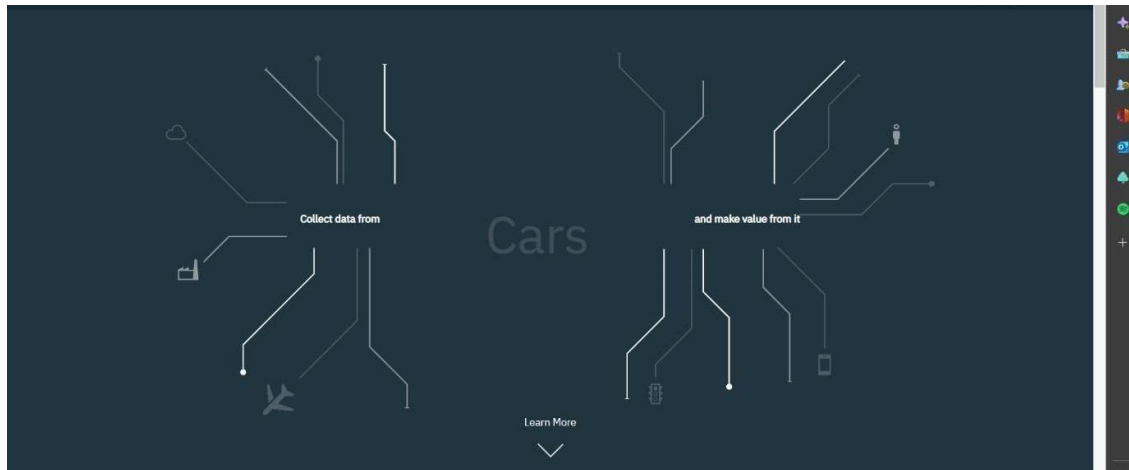 Collect data from
Cars
and make value from it
Learn More